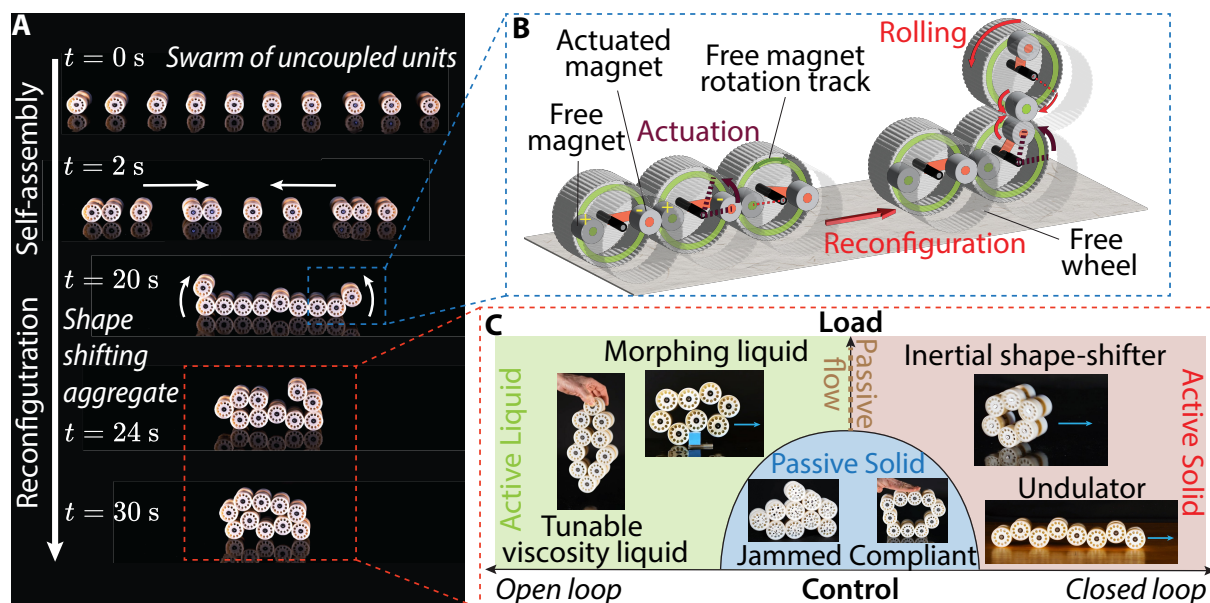 A
t = 0 s
Swarm of uncoupled units
Self-assembly
t = 2 s
t = 20 s
Shape
shifting
aggregate
Reconfigutration
t = 24 s
t = 30 s
B
Actuated
magnet
Free
magnet
Actuation
Free magnet
rotation track
Rolling
+
-
+
-
Reconfiguration
Free
wheel
C
Load
Passive
flow
Active Liquid
Morphing liquid
Tunable
viscosity liquid
Passive Solid
Jammed
Compliant
Inertial shape-shifter
Undulator
Active Solid
Open loop
Control
Closed loop